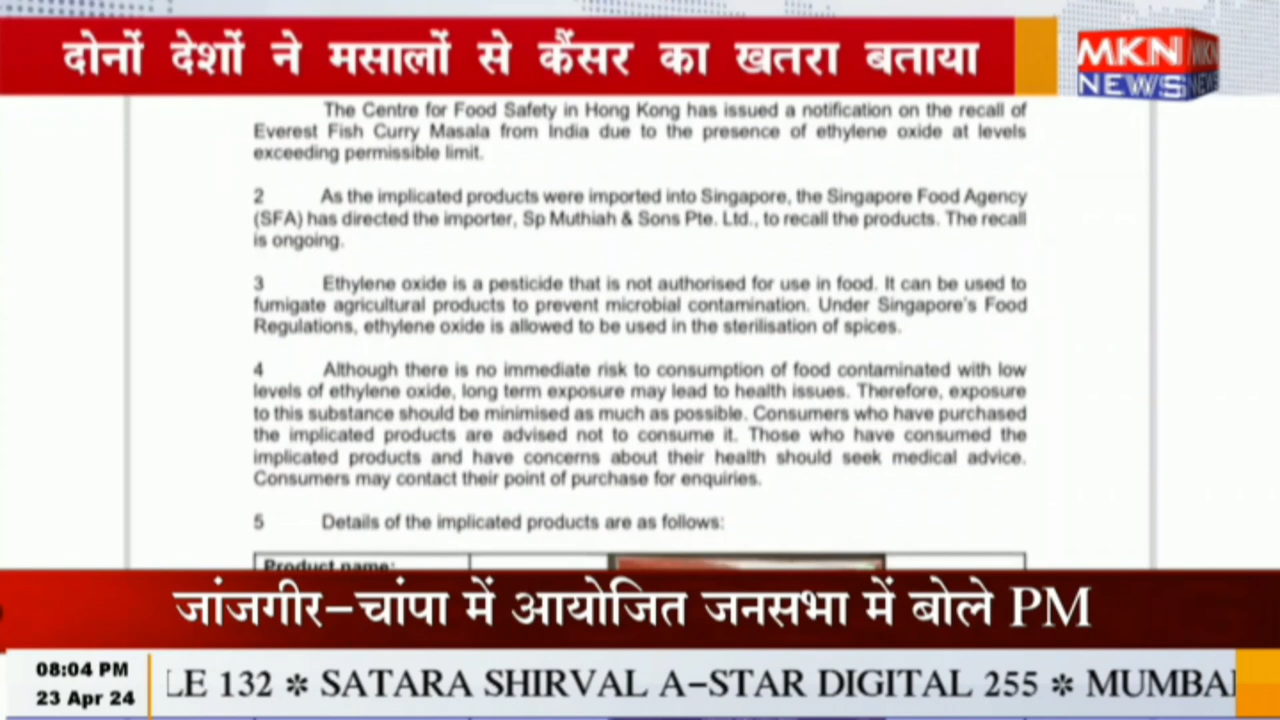 दोनों देशों ने मसालों से कैंसर का खतरा बताया
MKN
NEWS
The Centre for Food Safety in Hong Kong has issued a notification on the recall of
Everest Fish Curry Masala from India due to the presence of ethylene oxide at levels
exceeding permissible limit.
2 As the implicated products were imported into Singapore, the Singapore Food Agency
(SFA) has directed the importer, Sp Muthiah & Sons Pte. Ltd., to recall the products. The recall
is ongoing.
3 Ethylene oxide is a pesticide that is not authorised for use in food. It can be used to
fumigate agricultural products to prevent microbial contamination. Under Singapore's Food
Regulations, ethylene oxide is allowed to be used in the sterilisation of spices.
4 Although there is no immediate risk to consumption of food contaminated with low
levels of ethylene oxide, long term exposure may lead to health issues. Therefore, exposure
to this substance should be minimised as much as possible. Consumers who have purchased
the implicated products are advised not to consume it. Those who have consumed the
implicated products and have concerns about their health should seek medical advice.
Consumers may contact their point of purchase for enquiries.
5 Details of the implicated products are as follows:
Product name:
जांजगीर–चांपा में आयोजित जनसभा में बोले PM
08:04 PM
23 Apr 24
LE 132 * SATARA SHIRVAL A–STAR DIGITAL 255 * MUMBAI